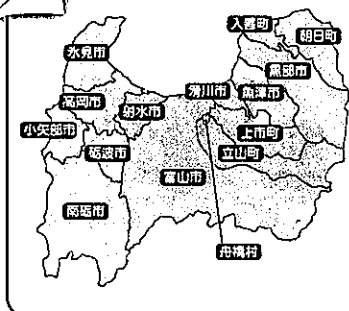 入善町
朝日町
氷見市
黒部市
滑川市
魚津市
高岡市
射水市
小矢部市
上市町
砺波市
立山町
富山市
南砺市
舟橋村